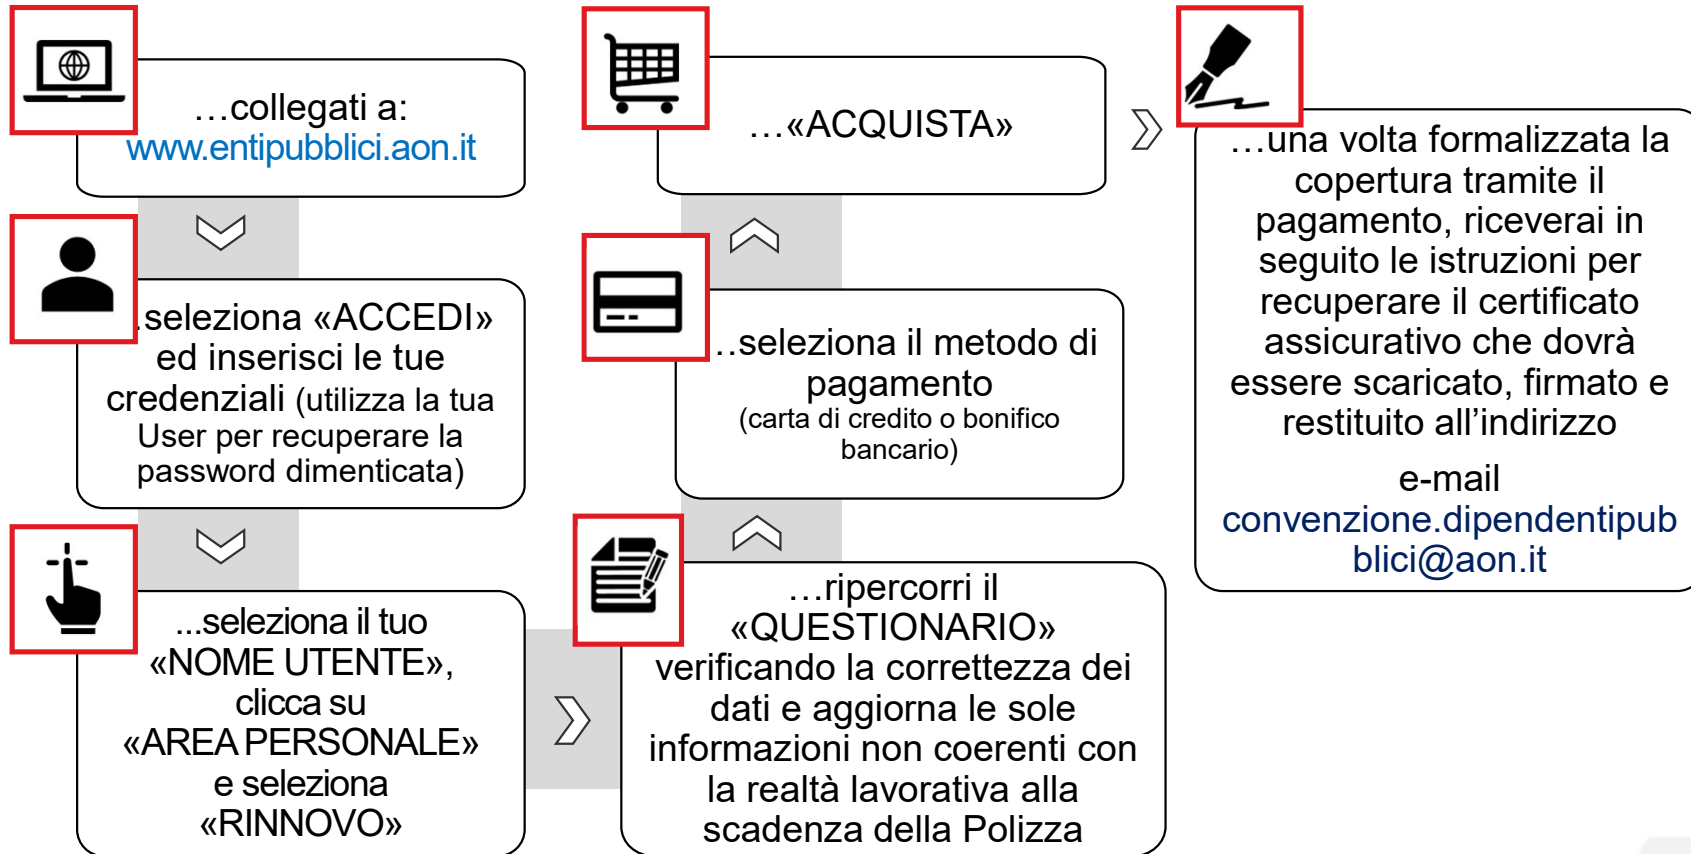 …collegati a:
www.entipubblici.aon.it
.seleziona «ACCEDI»
ed inserisci le tue
credenziali (utilizza la tua
User per recuperare la
password dimenticata)
...seleziona il tuo
«NOME UTENTE»,
clicca su
«AREA PERSONALE»
e seleziona
«RINNOVO»
…ripercorri il
«QUESTIONARIO»
verificando la correttezza dei
dati e aggiorna le sole
informazioni non coerenti con
la realtà lavorativa alla
scadenza della Polizza
..seleziona il metodo di
pagamento
(carta di credito o bonifico
bancario)
…«ACQUISTA»
…una volta formalizzata la
copertura tramite il
pagamento, riceverai in
seguito le istruzioni per
recuperare il certificato
assicurativo che dovrà
essere scaricato, firmato e
restituito all’indirizzo
e-mail
convenzione.dipendentipub
blici@aon.it